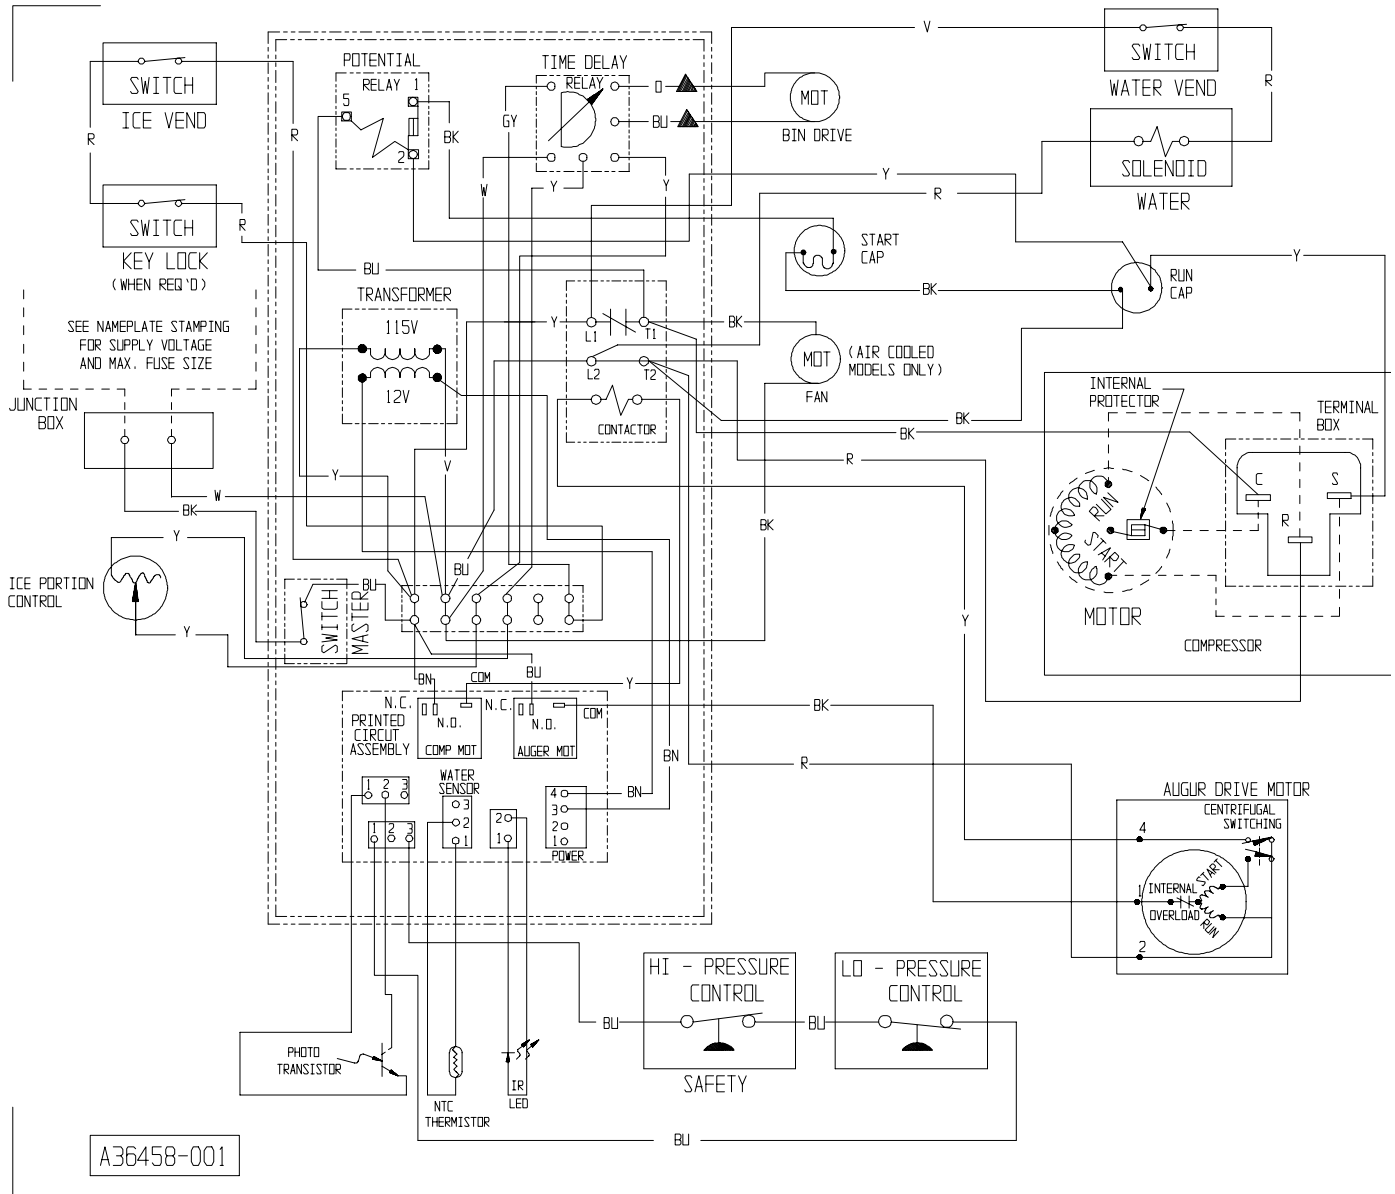 SWITCH
ICE VEND
R
R
SWITCH
KEY LOCK
(WHEN REQ'D)
R
SEE NAMEPLATE STAMPING
FOR SUPPLY VOLTAGE
AND MAX. FUSE SIZE
JUNCTION
BOX
W
BK
Y
ICE PORTION
CONTROL
Y
POTENTIAL
RELAY 1
5
2
BK
BU
TIME DELAY
RELAY
GY
O
BU
W
Y
Y
MOT
BIN DRIVE
V
SWITCH
WATER VEND
R
SOLENOID
WATER
Y
R
START
CAP
BK
RUN
CAP
Y
TRANSFORMER
115V
12V
Y
V
Y
L1
T1
L2
T2
CONTACTOR
BK
MOT
(AIR COOLED
MODELS ONLY)
FAN
BK
BK
R
BK
INTERNAL
PROTECTOR
TERMINAL
BOX
C
S
R
RUN
START
MOTOR
COMPRESSOR
BU
BU
SWITCH
MASTER
BN
COM
BU
Y
Y
N.C.
N.O.
COMP MOT
N.C.
N.O.
COM
AUGER MOT
PRINTED
CIRCUT
ASSEMBLY
BK
BN
R
1 2 3
WATER
SENSOR
3
2
1
2
1
4
3
2
1
POWER
BN
1 2 3
AUGUR DRIVE MOTOR
CENTRIFUGAL
SWITCHING
4
1
INTERNAL
OVERLOAD
START
RUN
2
HI - PRESSURE
CONTROL
SAFETY
LO - PRESSURE
CONTROL
BU
BU
PHOTO
TRANSISTOR
NTC
THERMISTOR
IR
LED
BU
A36458-001